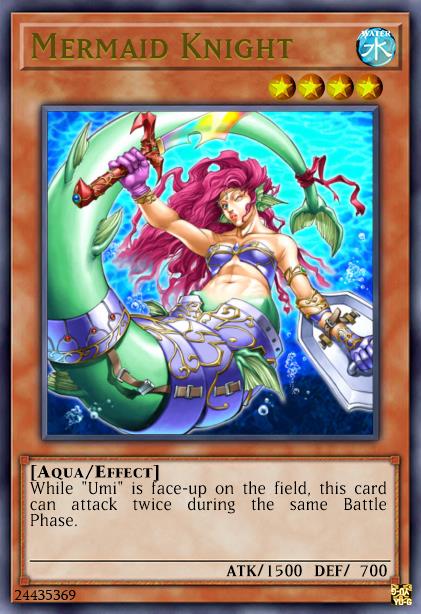 Mermaid Knight
WATER
水
[Aqua/Effect]
While "Umi" is face-up on the field, this card
can attack twice during the same Battle
Phase.
ATK/1500 DEF/ 700
24435369